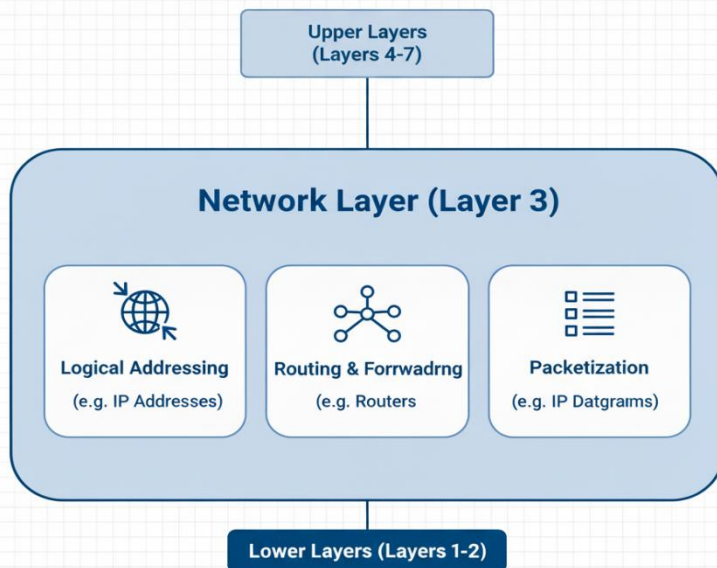 Upper Layers
(Layers 4-7)
Network Layer (Layer 3)
Logical Addressing
(e.g. IP Addresses)
Routing & Forrwadrng
(e.g. Routers
Packetization
(e.g. IP Datgraims)
Lower Layers (Layers 1-2)